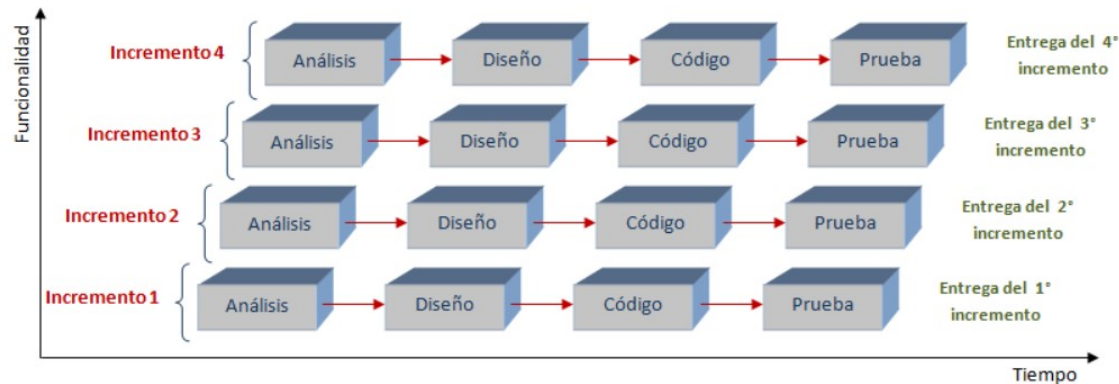 Funcionalidad
Incremento 4
Análisis
Diseño
Código
Prueba
Entrega del 4°
incremento
Incremento 3
Análisis
Diseño
Código
Prueba
Entrega del 3°
incremento
Incremento 2
Análisis
Diseño
Código
Prueba
Entrega del 2°
incremento
Incremento 1
Análisis
Diseño
Código
Prueba
Entrega del 1°
incremento
Tiempo